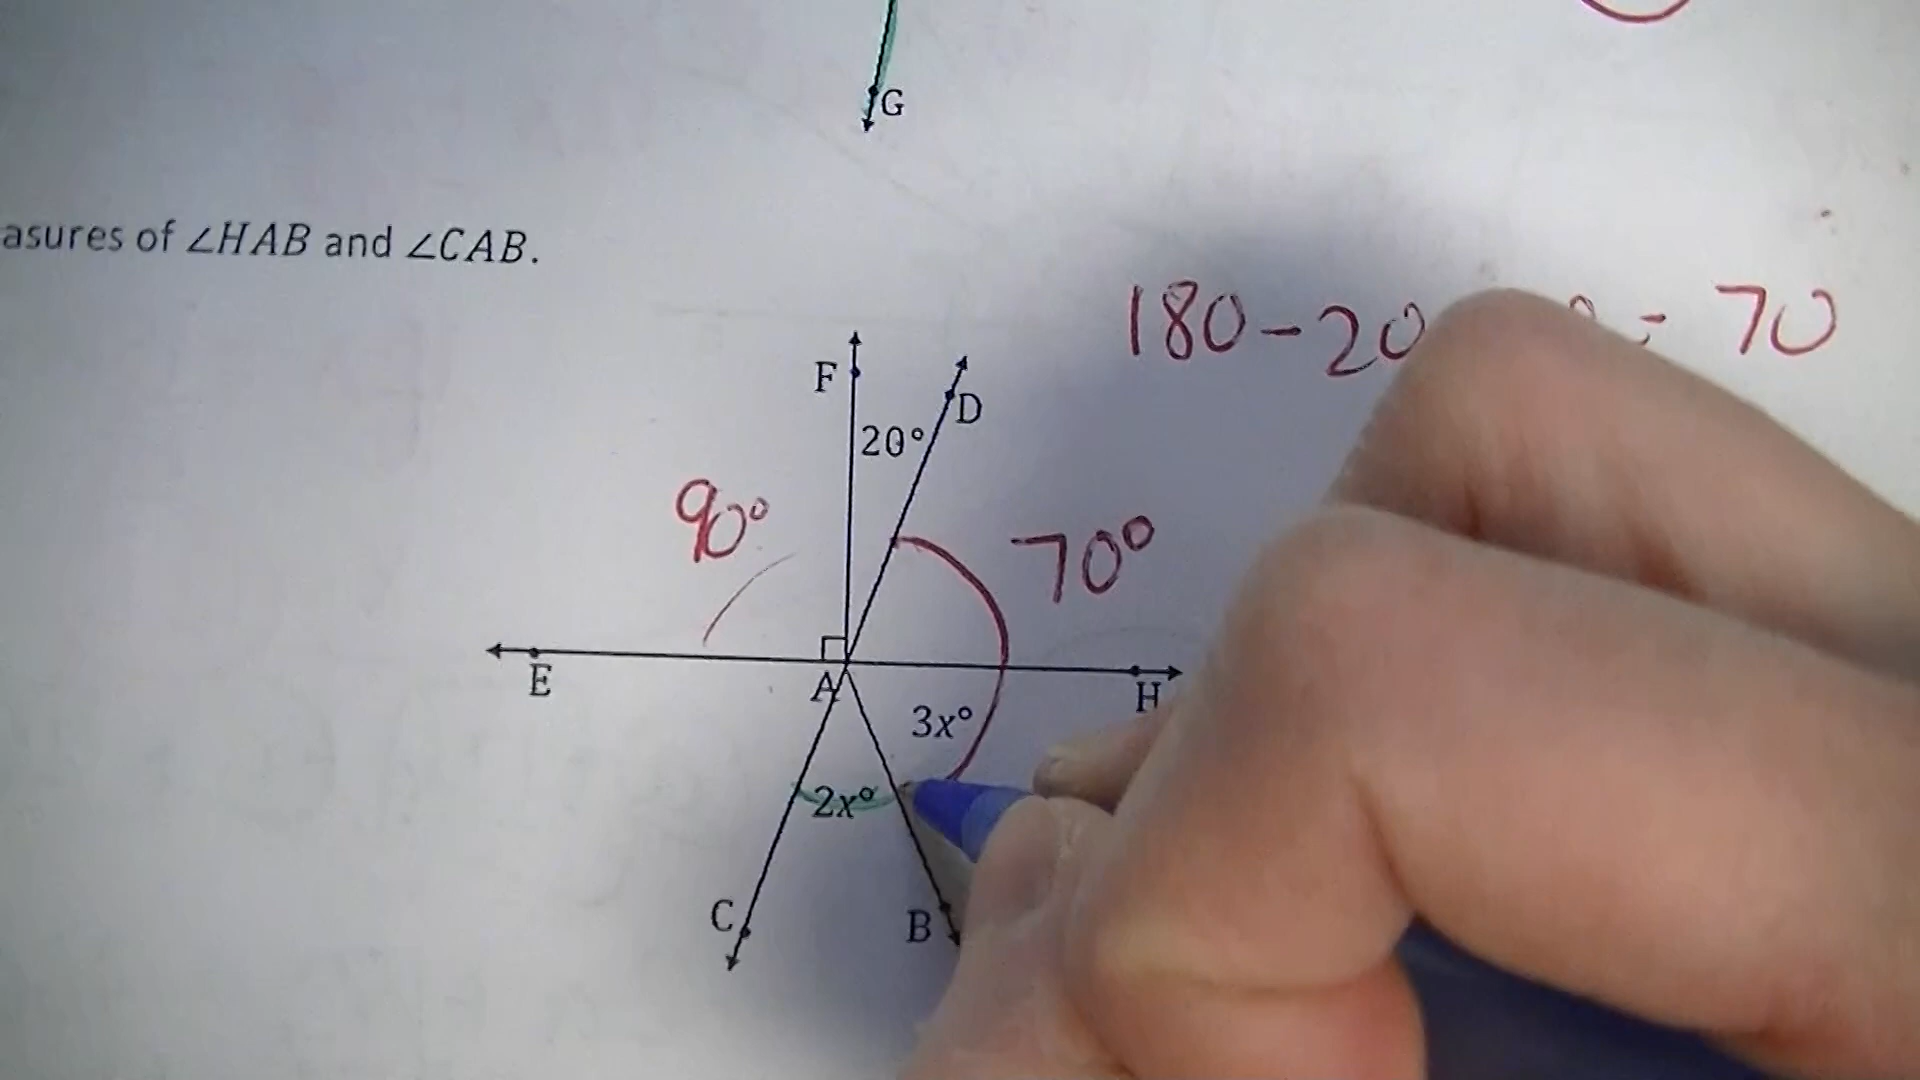 G
asures of ∠HAB and ∠CAB.
180-20 = 70
F
D
20°
90°
70°
E
A
H
3x°
2x°
C
B